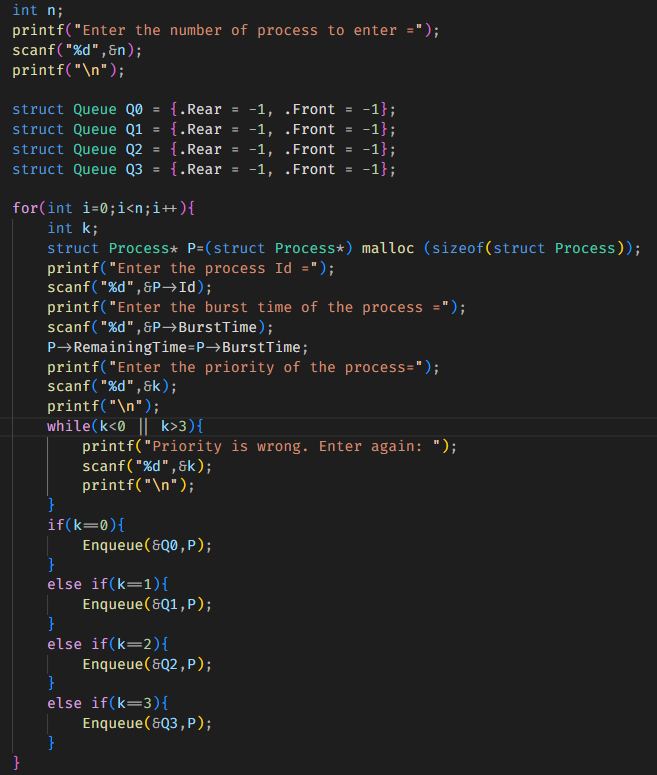 int n;
printf("Enter the number of process to enter =");
scanf("%d",&n);
printf("\n");

struct Queue Q0 = {.Rear = -1, .Front = -1};
struct Queue Q1 = {.Rear = -1, .Front = -1};
struct Queue Q2 = {.Rear = -1, .Front = -1};
struct Queue Q3 = {.Rear = -1, .Front = -1};

for(int i=0;i<n;i++){
    int k;
    struct Process* P=(struct Process*) malloc (sizeof(struct Process));
    printf("Enter the process Id =");
    scanf("%d",&P->Id);
    printf("Enter the burst time of the process =");
    scanf("%d",&P->BurstTime);
    P->RemainingTime=P->BurstTime;
    printf("Enter the priority of the process=");
    scanf("%d",&k);
    printf("\n");
    while(k<0 || k>3){
        printf("Priority is wrong. Enter again: ");
        scanf("%d",&k);
        printf("\n");
    }
    if(k==0){
        Enqueue(&Q0,P);
    }
    else if(k==1){
        Enqueue(&Q1,P);
    }
    else if(k==2){
        Enqueue(&Q2,P);
    }
    else if(k==3){
        Enqueue(&Q3,P);
    }
}